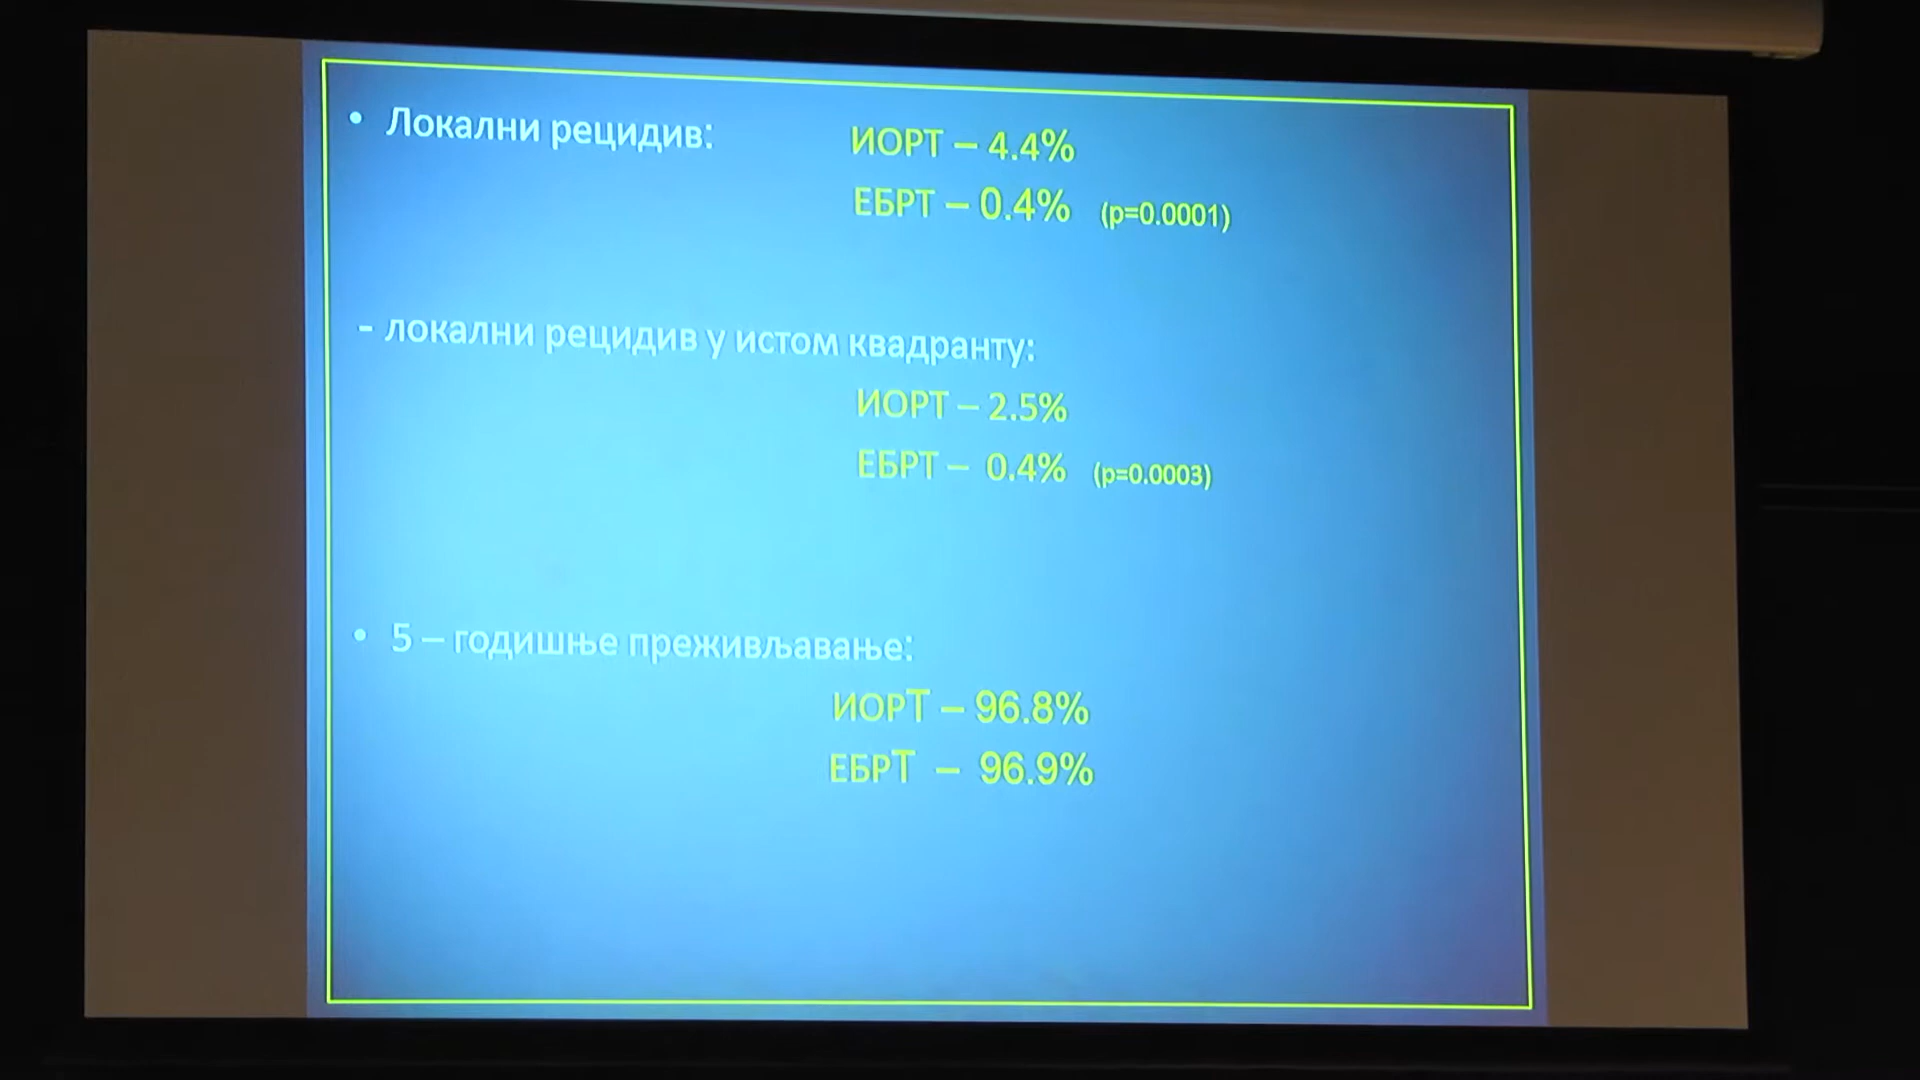 • Локални рецидив: ИОРТ – 4.4%
ЕБРТ – 0.4% (p=0.0001)
- локални рецидив у истом квадранту:
ИОРТ – 2.5%
ЕБРТ – 0.4% (p=0.0003)
• 5 – годишње преживљавање:
ИОРТ – 96.8%
ЕБРТ – 96.9%